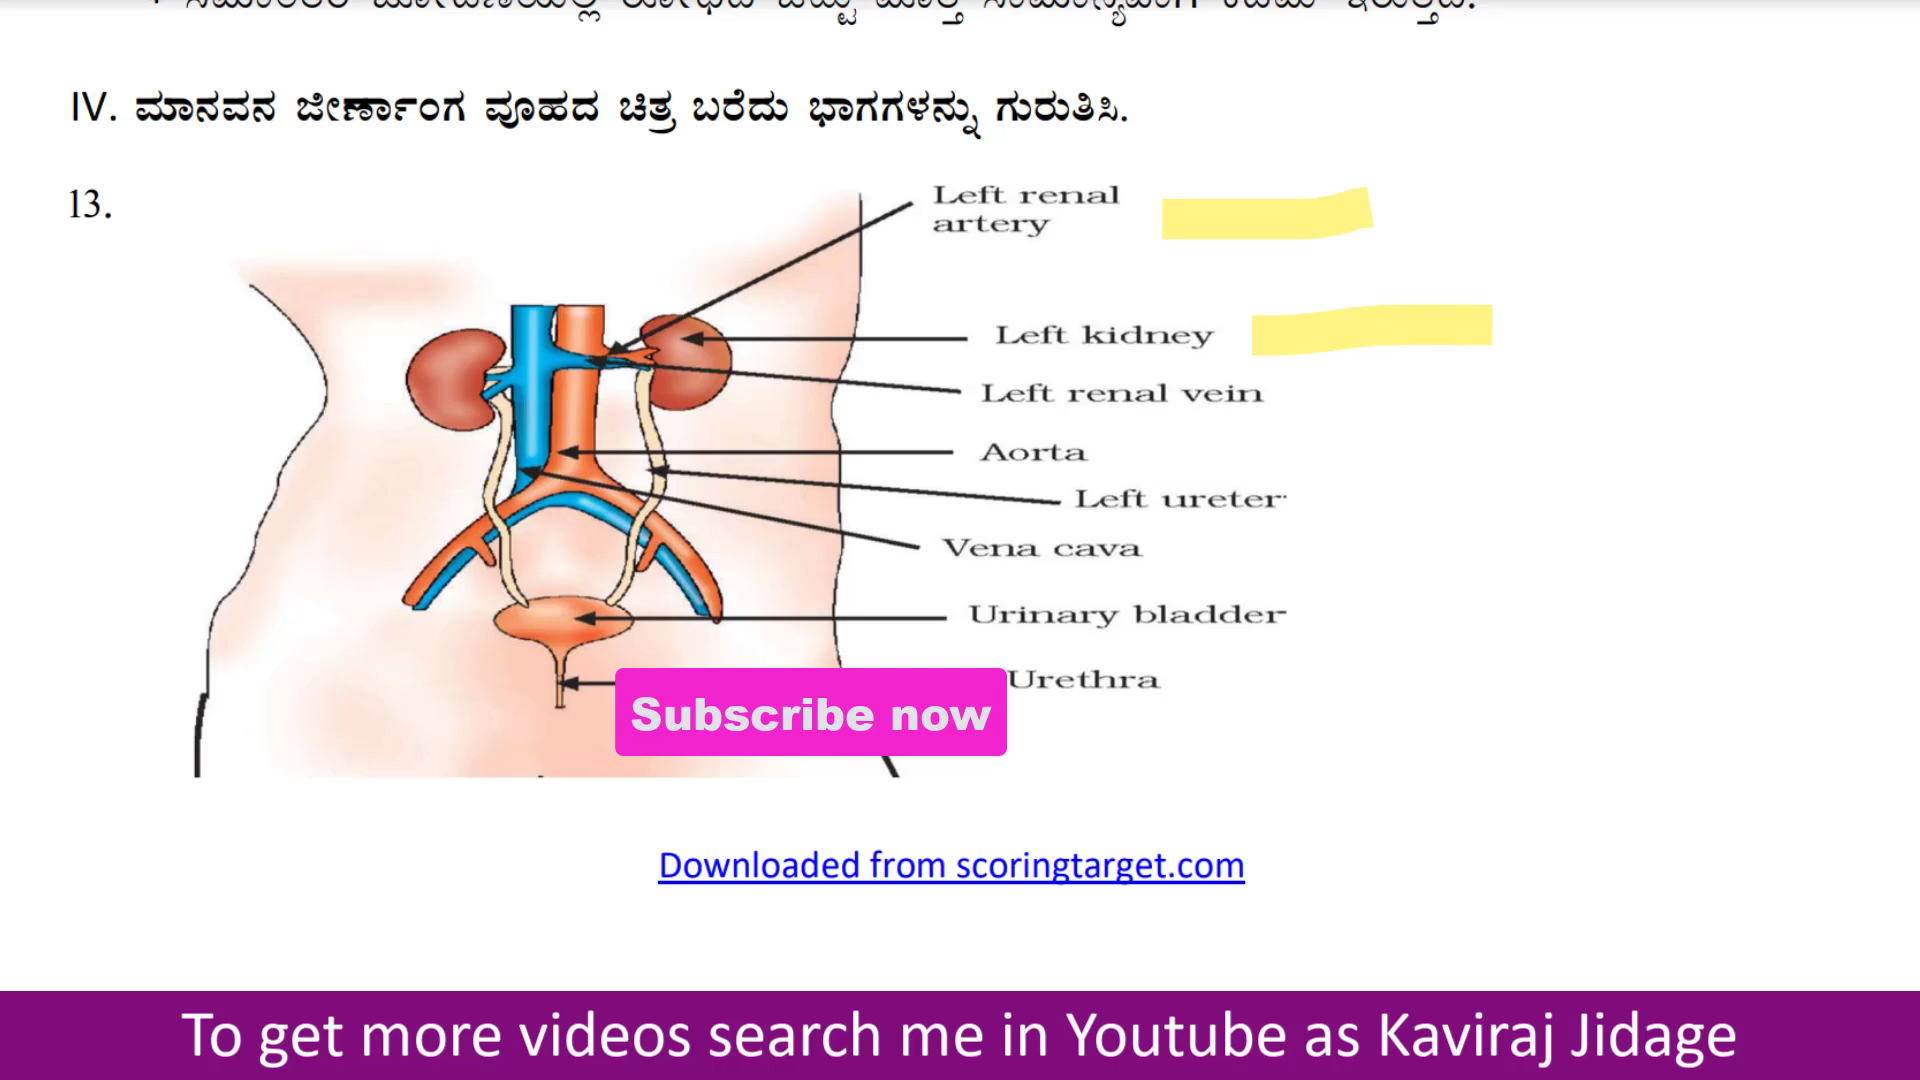 IV. ಮಾನವನ ಜೀರ್ಣಾಂಗ ವೂಹದ ಚಿತ್ರ ಬರೆದು ಭಾಗಗಳನ್ನು ಗುರುತಿಸಿ.
13.
Left renal
artery
Left kidney
Left renal vein
Aorta
Left ureter
Vena cava
Urinary bladder
Urethra
Subscribe now
Downloaded from scoringtarget.com
To get more videos search me in Youtube as Kaviraj Jidage